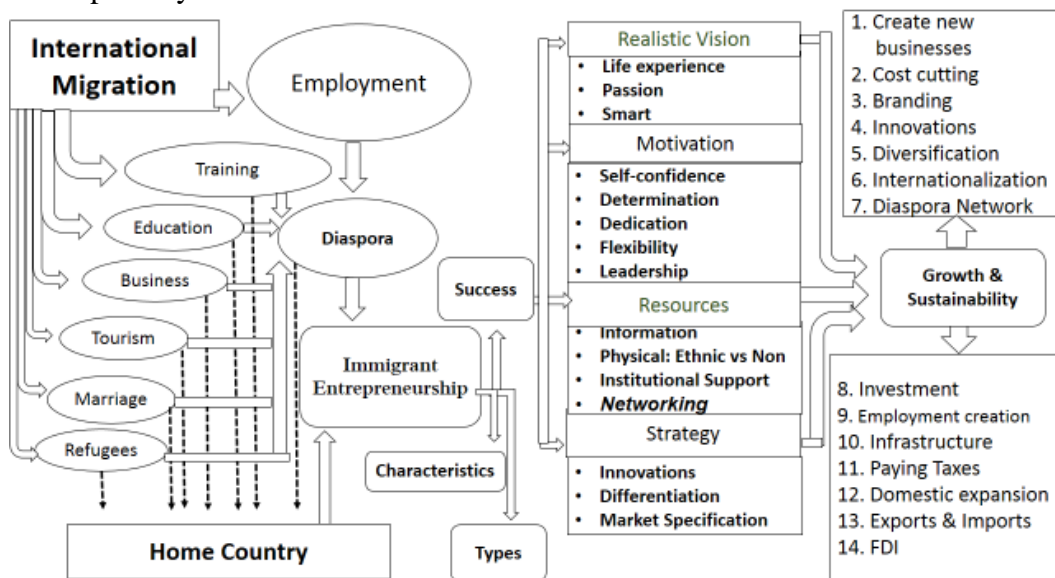 International
Migration
Employment
Training
Education
Diaspora
Business
Tourism
Marriage
Refugees
Home Country
Immigrant
Entrepreneurship
Success
Characteristics
Types
Realistic Vision
• Life experience
• Passion
• Smart
Motivation
• Self-confidence
• Determination
• Dedication
• Flexibility
• Leadership
Resources
• Information
• Physical: Ethnic vs Non
• Institutional Support
• Networking
Strategy
• Innovations
• Differentiation
• Market Specification
1. Create new
businesses
2. Cost cutting
3. Branding
4. Innovations
5. Diversification
6. Internationalization
7. Diaspora Network
Growth &
Sustainability
8. Investment
9. Employment creation
10. Infrastructure
11. Paying Taxes
12. Domestic expansion
13. Exports & Imports
14. FDI